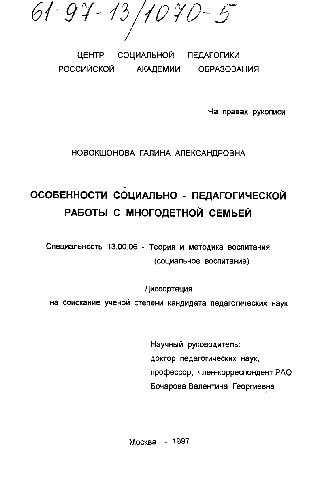 61-97-13/1070-5
ЦЕНТР СОЦИАЛЬНОЙ ПЕДАГОГИКИ
РОССИЙСКОЙ АКАДЕМИИ ОБРАЗОВАНИЯ
На правах рукописи
НОВОКШОНОВА ГАЛИНА АЛЕКСАНДРОВНА
ОСОБЕННОСТИ СОЦИАЛЬНО - ПЕДАГОГИЧЕСКОЙ
РАБОТЫ С МНОГОДЕТНОЙ СЕМЬЕЙ
Специальность 13.00.06 - Теория и методика воспитания
(социальное воспитание)
Диссертация
на соискание ученой степени кандидата педагогических наук
Научный руководитель:
доктор педагогических наук,
профессор, член-корреспондент РАО
Бочарова Валентина Георгиевна
Москва - 1997